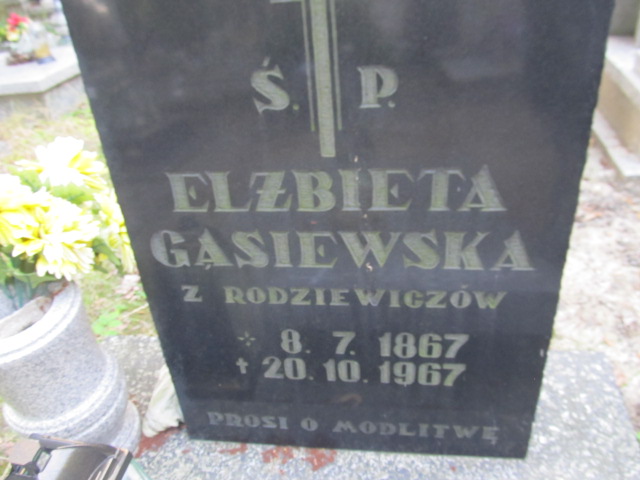 Ś. P.
ELŻBIETA
GĄSIEWSKA
Z RODZIEWICZÓW
8. 7. 1867
† 20. 10. 1967
PROSI O MODLITWĘ